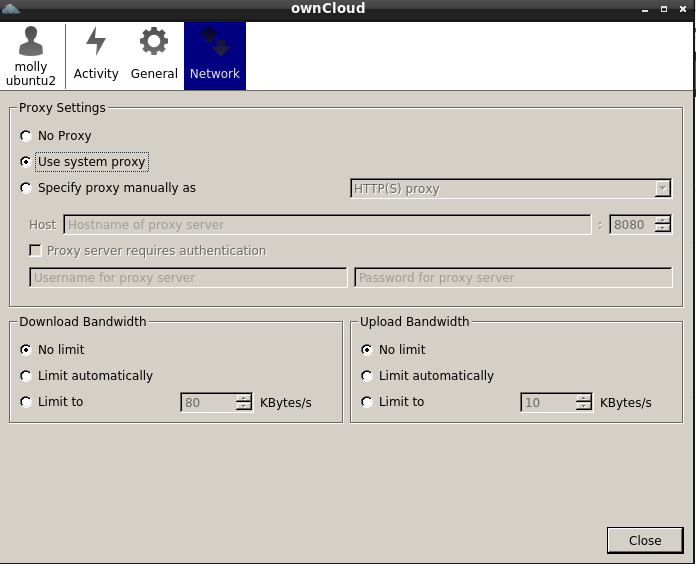 ownCloud
molly
ubuntu2
Activity
General
Network
Proxy Settings
No Proxy
Use system proxy
Specify proxy manually as
HTTP(S) proxy
Host
Hostname of proxy server
:
8080
Proxy server requires authentication
Username for proxy server
Password for proxy server
Download Bandwidth
No limit
Limit automatically
Limit to
80
KBytes/s
Upload Bandwidth
No limit
Limit automatically
Limit to
10
KBytes/s
Close